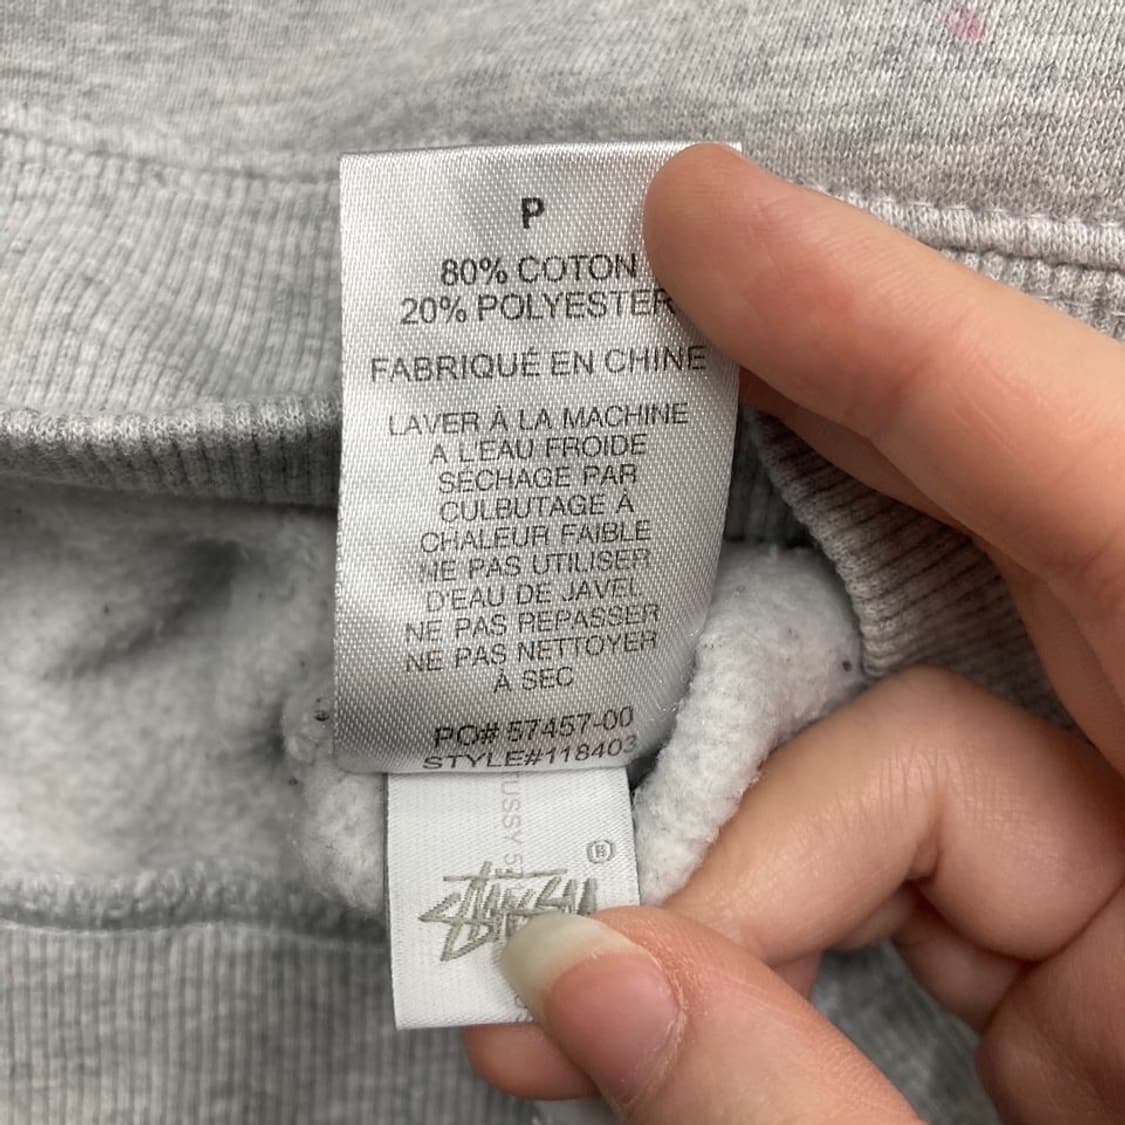 P
80% COTON
20% POLYESTER
FABRIQUÉ EN CHINE
LAVER À LA MACHINE
A L'EAU FROIDE
SÉCHAGE PAR
CULBUTAGE À
CHALEUR FAIBLE
NE PAS UTILISER
D'EAU DE JAVEL
NE PAS REPASSER
NE PAS NETTOYER
À SEC
PO# 57457-00
STYLE#118403
®